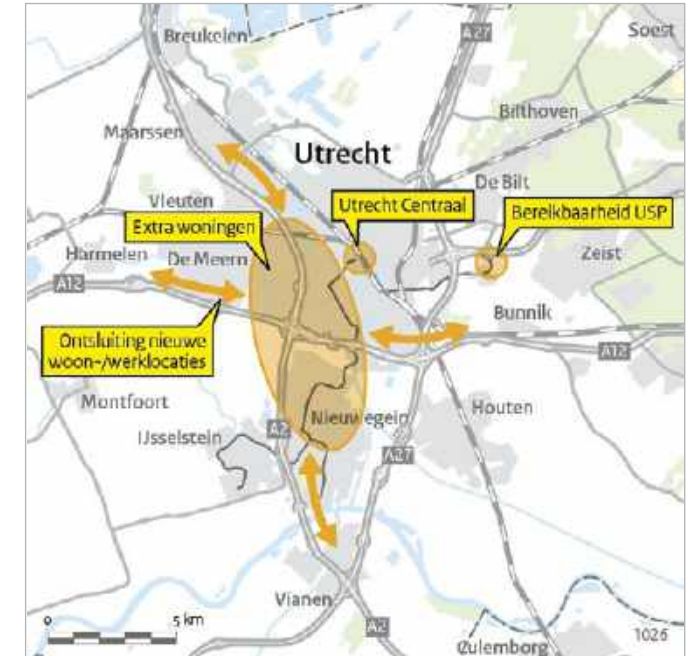 Breukelen
A27
Soest
Bilthoven
Maarssen
Utrecht
De Bilt
Vleuten
Utrecht Centraal
Bereikbaarheid USP
Extra woningen
Harmelen
De Meern
Zeist
A12
Bunnik
Ontsluiting nieuwe
woon-/werklocaties
A12
Montfoort
Nieuwegein
Houten
IJsselstein
A2
A27
Vianen
0
5 km
A2
Culemborg
1026